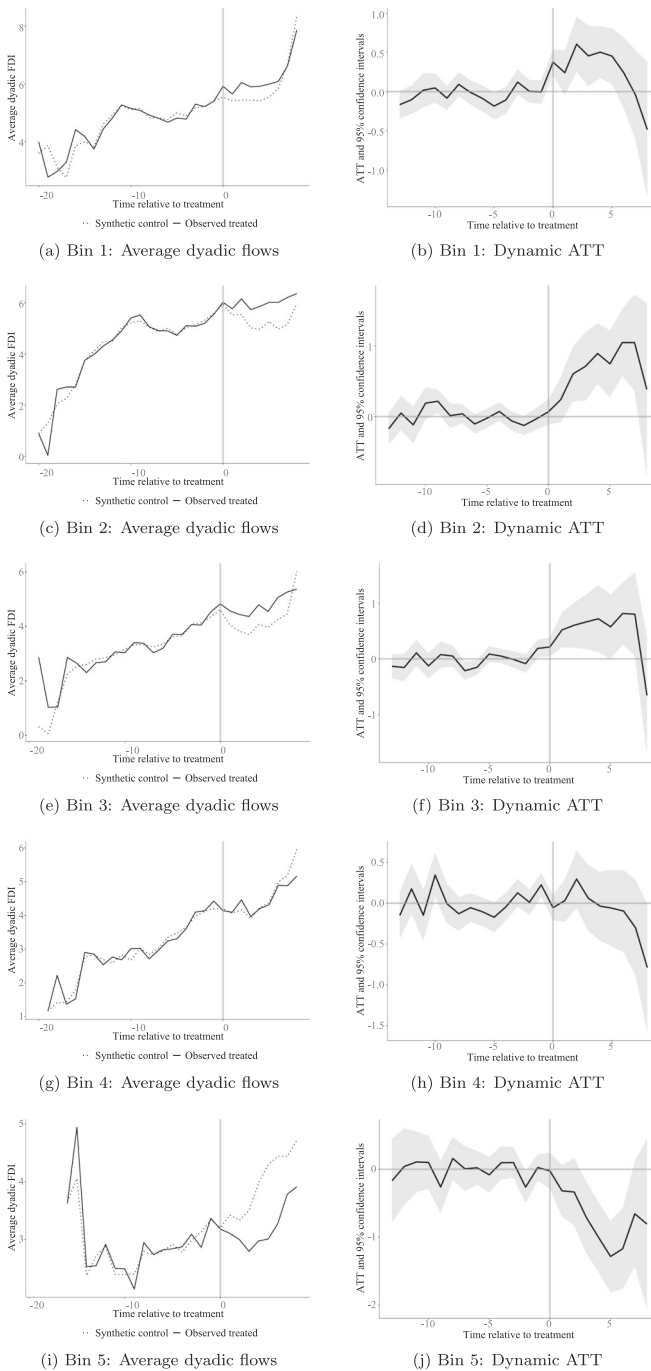 8
6
4
-20
-10
0
Average dyadic FDI
Time relative to treatment
Synthetic control
Observed treated
(a) Bin 1: Average dyadic flows
1.0
0.5
0.0
-0.5
-1.0
-10
-5
0
5
ATT and 95% confidence intervals
Time relative to treatment
(b) Bin 1: Dynamic ATT
6
4
2
0
-20
-10
0
Average dyadic FDI
Time relative to treatment
Synthetic control
Observed treated
(c) Bin 2: Average dyadic flows
1
0
-10
-5
0
5
ATT and 95% confidence intervals
Time relative to treatment
(d) Bin 2: Dynamic ATT
6
4
2
0
-20
-10
0
Average dyadic FDI
Time relative to treatment
Synthetic control
Observed treated
(e) Bin 3: Average dyadic flows
1
0
-1
-10
-5
0
5
ATT and 95% confidence intervals
Time relative to treatment
(f) Bin 3: Dynamic ATT
6
5
4
3
2
1
-20
-10
0
Average dyadic FDI
Time relative to treatment
Synthetic control
Observed treated
(g) Bin 4: Average dyadic flows
0.5
0.0
-0.5
-1.0
-1.5
-10
-5
0
5
ATT and 95% confidence intervals
Time relative to treatment
(h) Bin 4: Dynamic ATT
5
4
3
-20
-10
0
Average dyadic FDI
Time relative to treatment
Synthetic control
Observed treated
(i) Bin 5: Average dyadic flows
0
-1
-2
-10
-5
0
5
ATT and 95% confidence intervals
Time relative to treatment
(j) Bin 5: Dynamic ATT